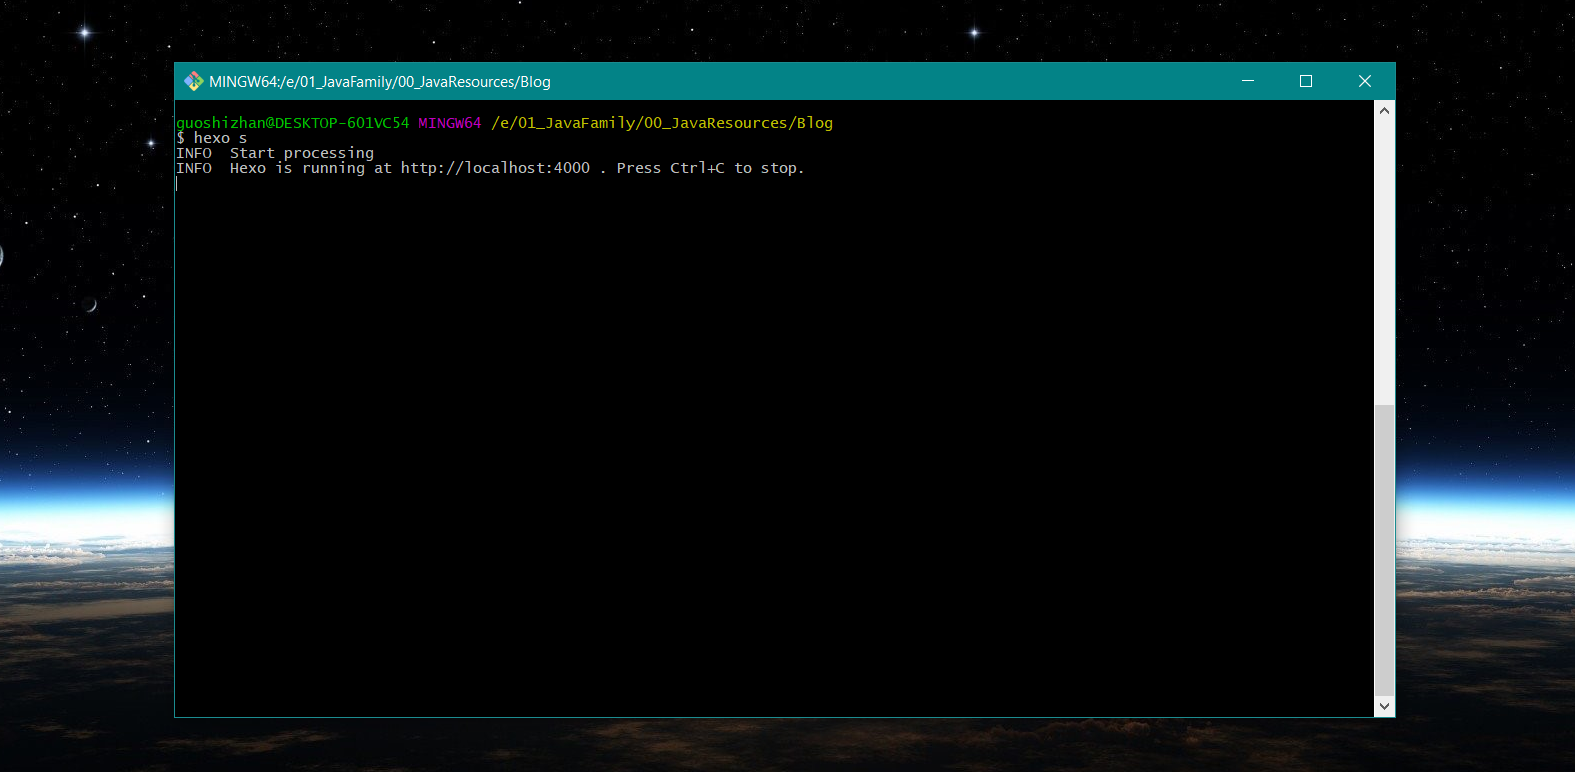 MINGW64:/e/01_JavaFamily/00_JavaResources/Blog
guoshizhan@DESKTOP-601VC54 MINGW64 /e/01_JavaFamily/00_JavaResources/Blog
$ hexo s
INFO  Start processing
INFO  Hexo is running at http://localhost:4000 . Press Ctrl+C to stop.